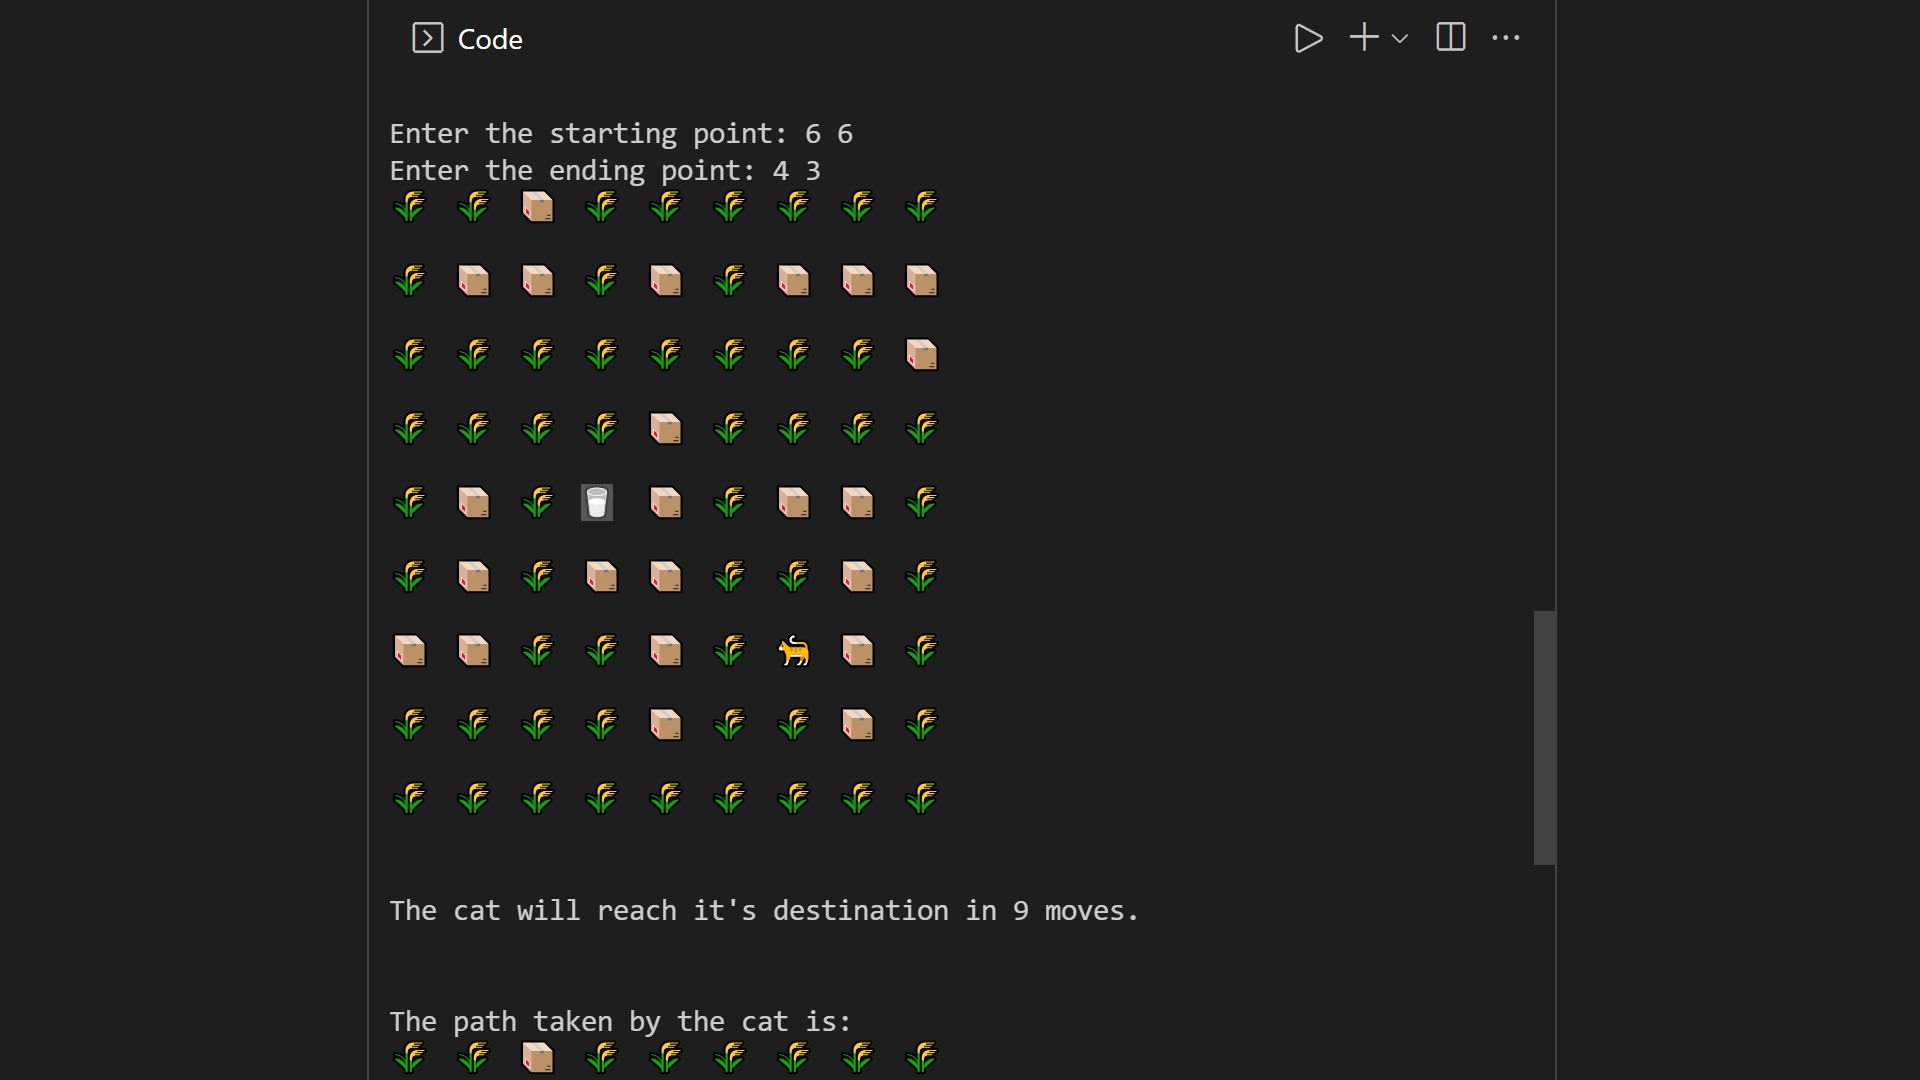 Code
Enter the starting point: 6 6
Enter the ending point: 4 3
The cat will reach it's destination in 9 moves.
The path taken by the cat is: